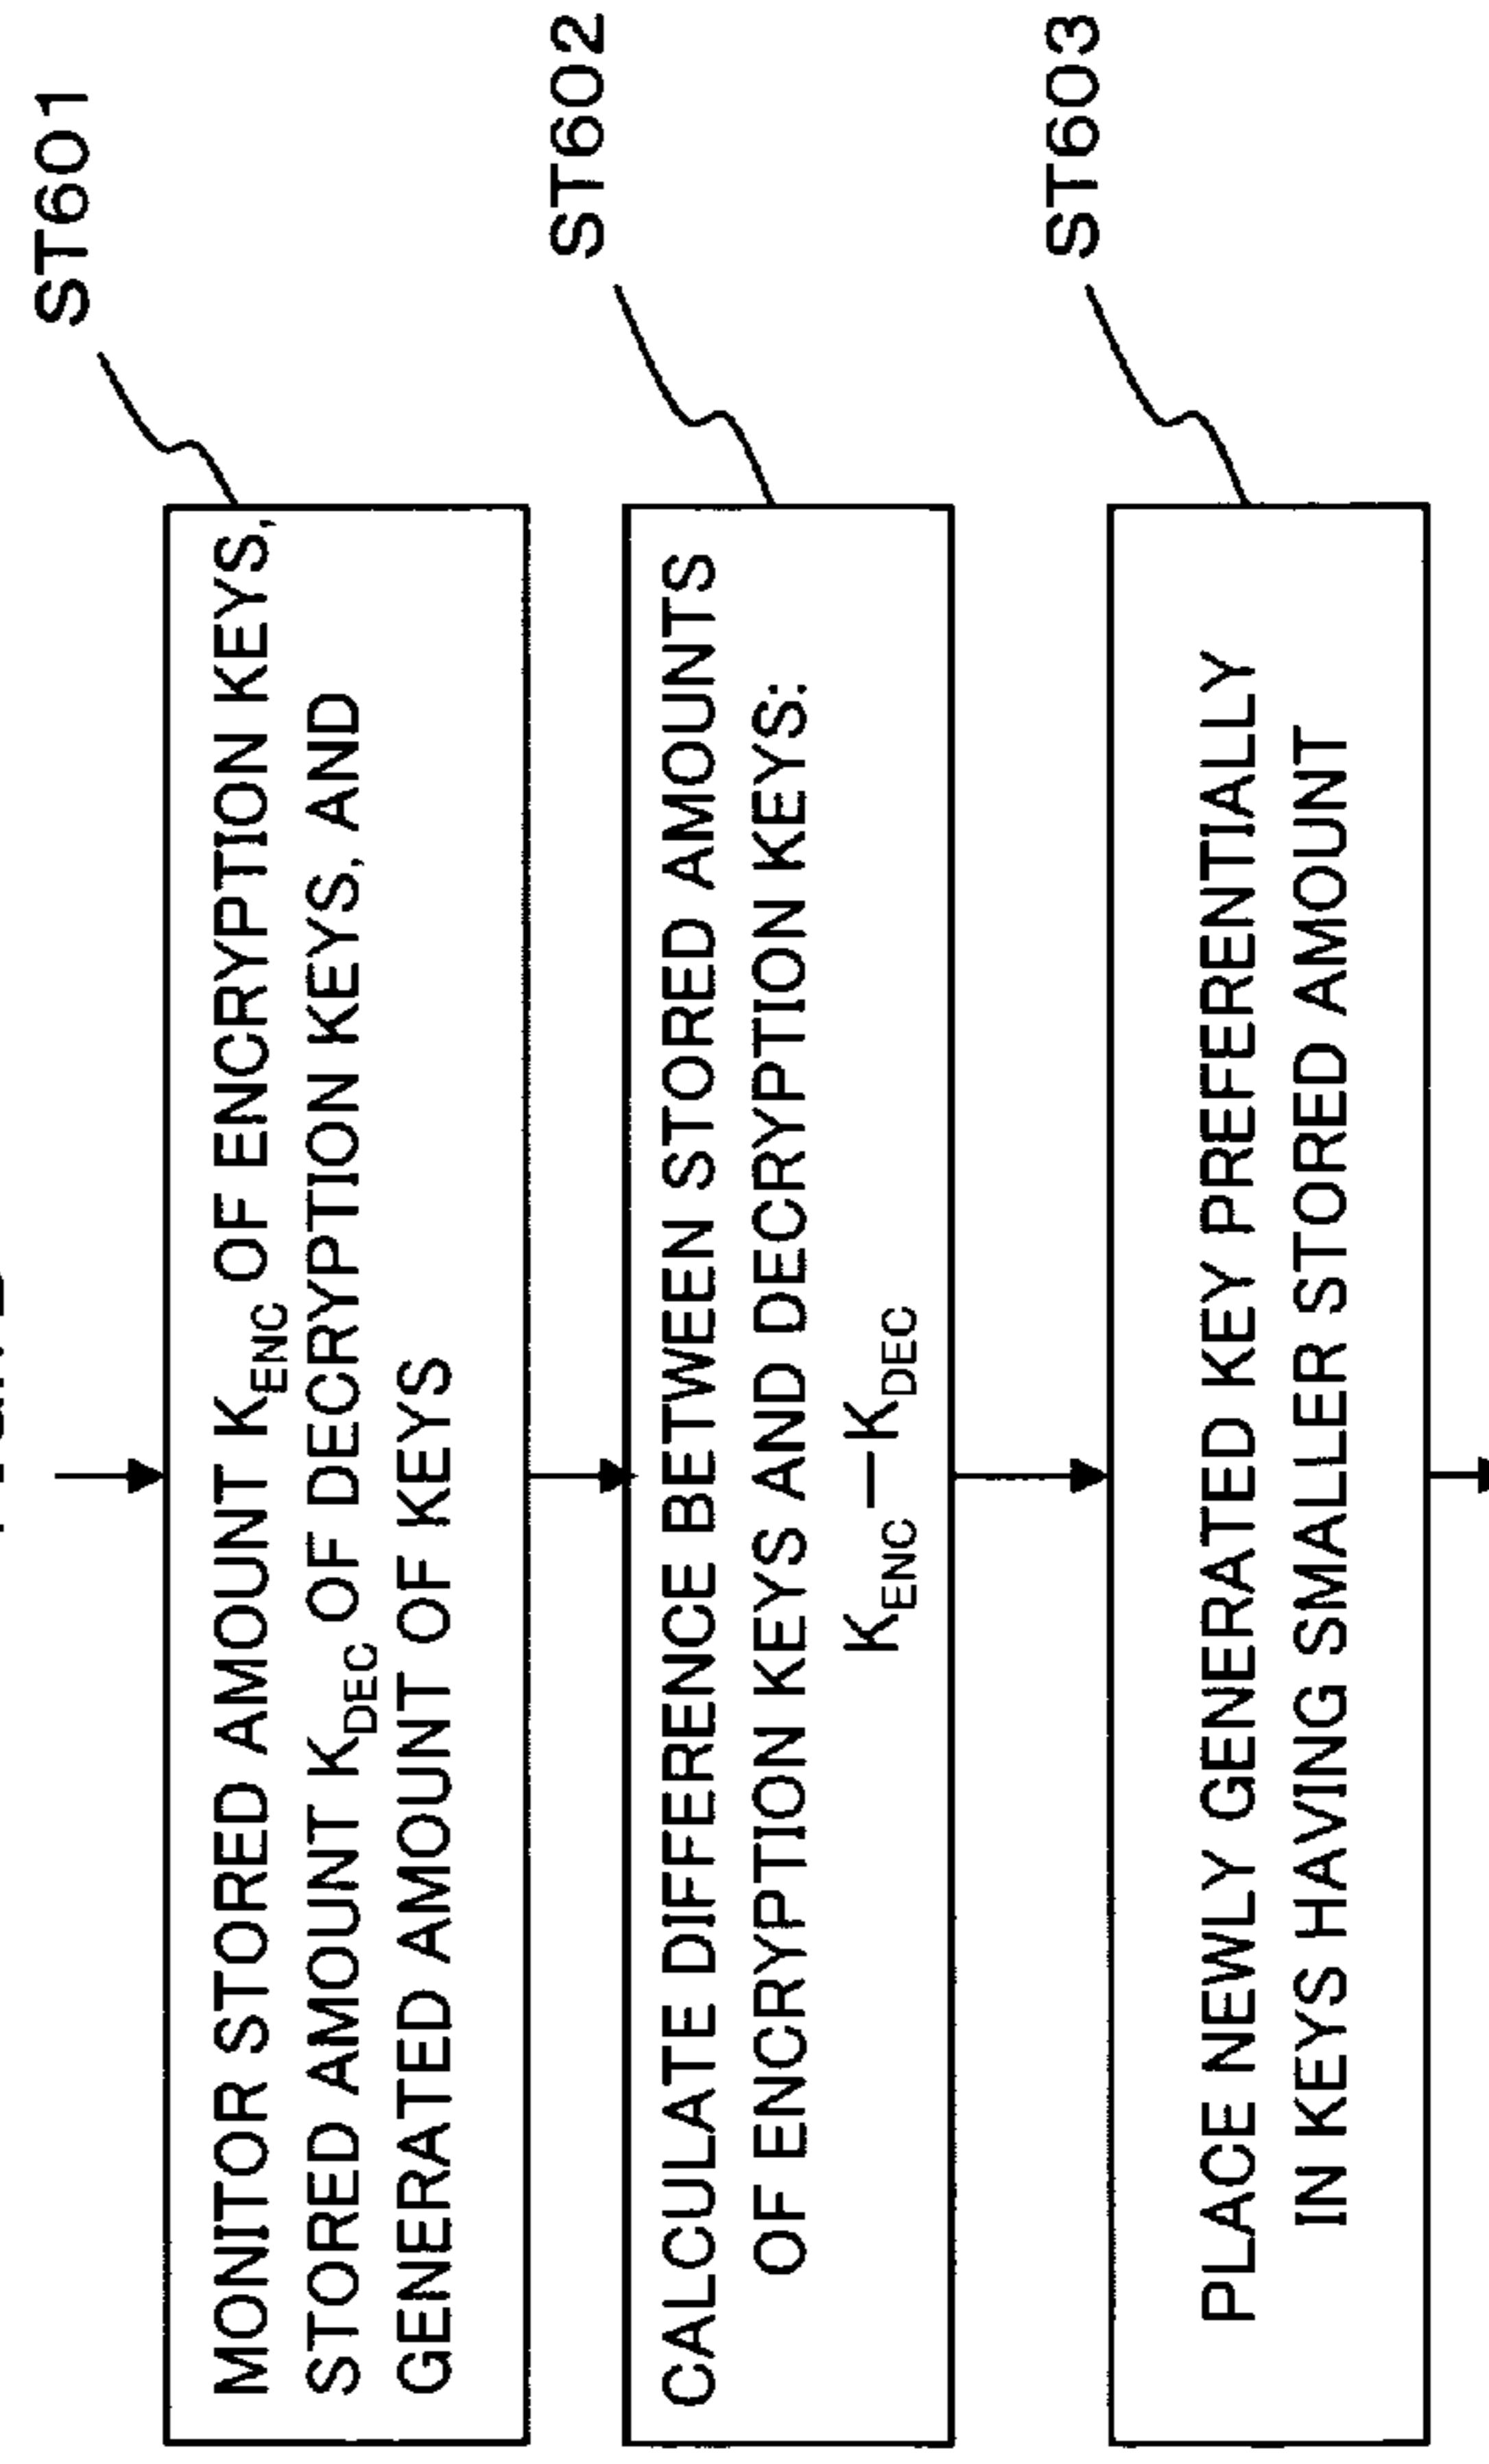 ST601
MONITOR STORED AMOUNT K_ENC OF ENCRYPTION KEYS,
STORED AMOUNT K_DEC OF DECRYPTION KEYS, AND
GENERATED AMOUNT OF KEYS
ST602
CALCULATE DIFFERENCE BETWEEN STORED AMOUNTS
OF ENCRYPTION KEYS AND DECRYPTION KEYS:
K_ENC—K_DEC
ST603
PLACE NEWLY GENERATED KEY PREFERENTIALLY
IN KEYS HAVING SMALLER STORED AMOUNT